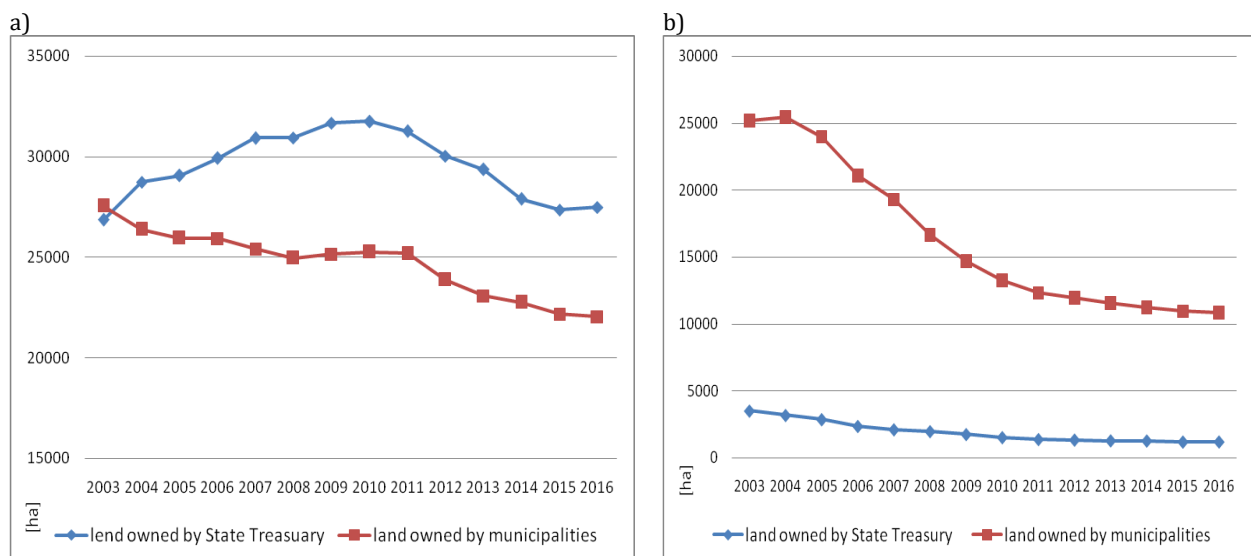 a)
35000
30000
25000
20000
15000
2003 2004 2005 2006 2007 2008 2009 2010 2011 2012 2013 2014 2015 2016
[ha]
lend owned by State Treasuary
land owned by municipalities
b)
30000
25000
20000
15000
10000
5000
0
2003 2004 2005 2006 2007 2008 2009 2010 2011 2012 2013 2014 2015 2016
[ha]
land owned by State Treasury
land owned by municipalities